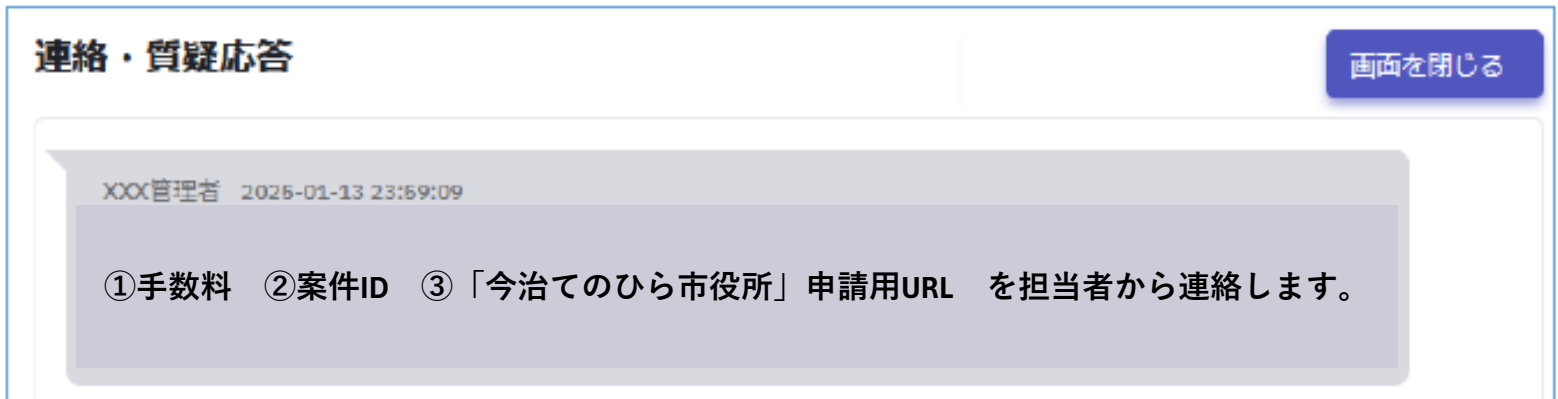 連絡・質疑応答
画面を閉じる
XXX管理者 2025-01-13 23:59:09
①手数料 ②案件ID ③「今治てのひら市役所」申請用URL を担当者から連絡します。